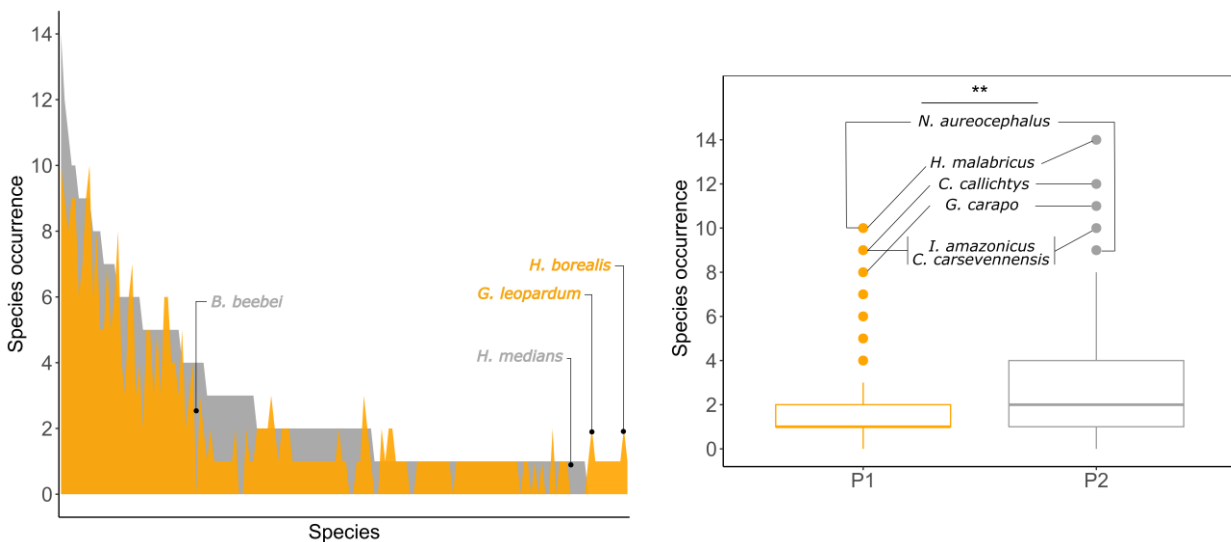 14
12
10
8
6
4
2
0
Species occurrence
Species
B. beebei
H. borealis
G. leopardum
H. medians
Species occurrence
14
12
10
8
6
4
2
0
**
N. aureocephalus
H. malabricus
C. callichtys
G. carapo
I. amazonicus
C. carsevennensis
P1
P2